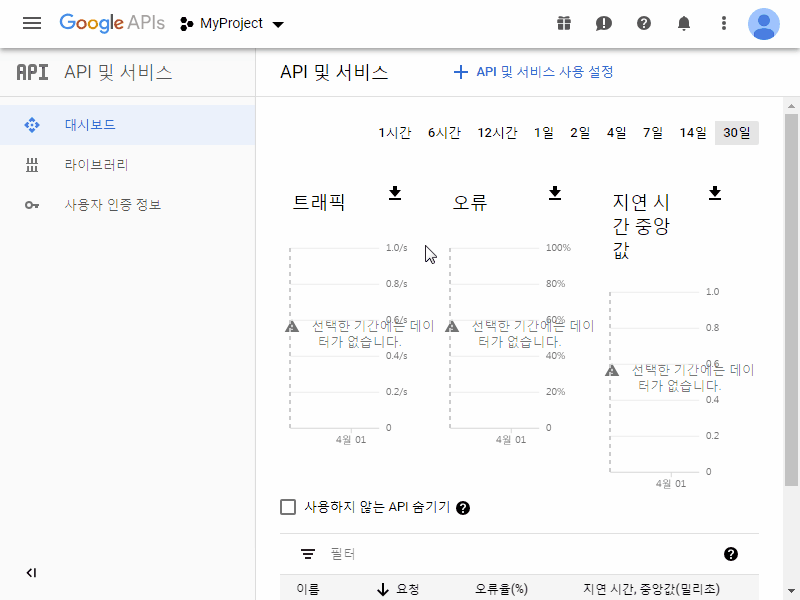 Google APIs MyProject
API API 및 서비스
API 및 서비스 + API 및 서비스 사용 설정
대시보드
라이브러리
사용자 인증 정보
1시간 6시간 12시간 1일 2일 4일 7일 14일 30일
트래픽
1.0/s
0.8/s
0.6/s
선택한 기간에는 데이
터가 없습니다.
0.4/s
0.2/s
0
4월 01
오류
100%
80%
60%
선택한 기간에는 데이
터가 없습니다.
40%
20%
0
4월 01
지연 시
간 중앙
값
1.0
0.8
0.6
선택한 기간에는 데이
터가 없습니다.
0.4
0.2
0
4월 01
사용하지 않는 API 숨기기
필터
이름 요청 오류율(%) 지연 시간, 중앙값(밀리초)